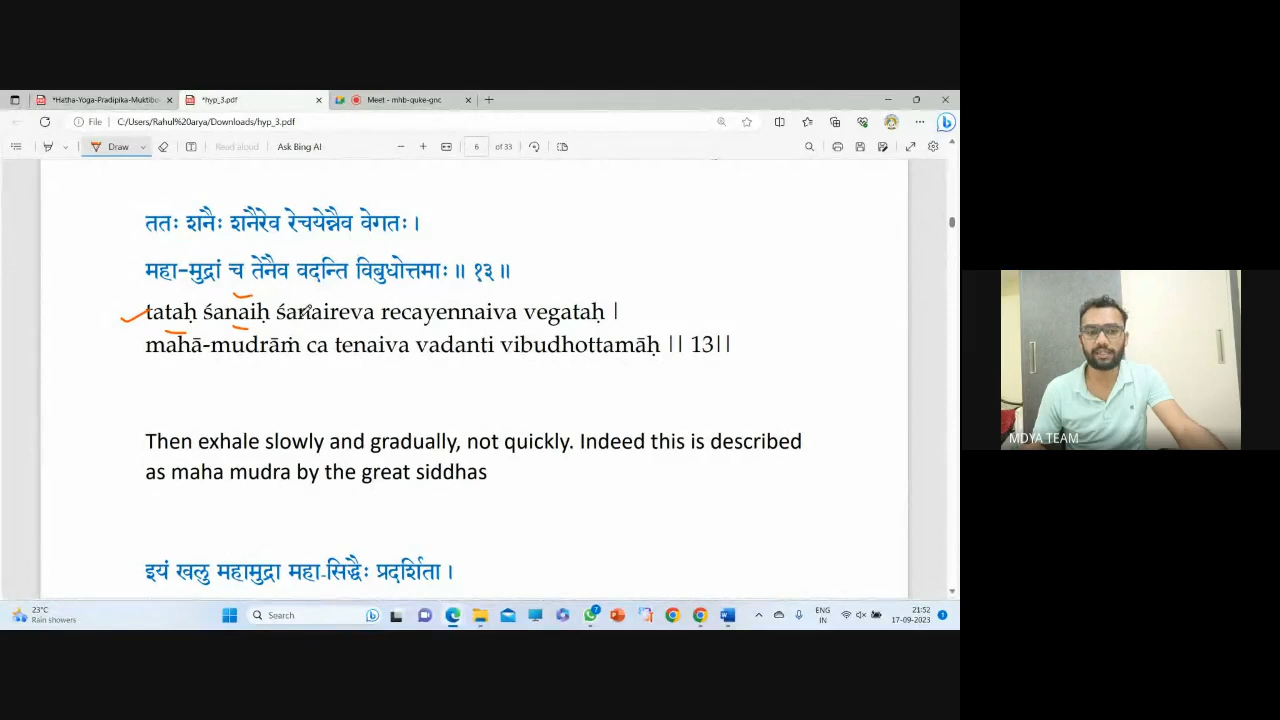 *Hatha-Yoga-Pradipika-Muktibo
*hyp_3.pdf
Meet - mhb-quke-gnc
File
C:/Users/Rahul%20arya/Downloads/hyp_3.pdf
Draw
Read aloud
Ask Bing AI
6
of 33
ततः शनैः शनैरेव रेचयेन्नैव वेगतः।
महा-मुद्रां च तेनैव वदन्ति विबुधोत्तमाः॥ १३॥
tataḥ śanaiḥ śanaireva recayennaiva vegataḥ |
mahā-mudrāṁ ca tenaiva vadanti vibudhottamāḥ || 13||
Then exhale slowly and gradually, not quickly. Indeed this is described
as maha mudra by the great siddhas
इयं खलु महामुद्रा महा-सिद्धैः प्रदर्शिता।
MDYA TEAM
23°C
Rain showers
Search
7
ENG
IN
21:52
17-09-2023